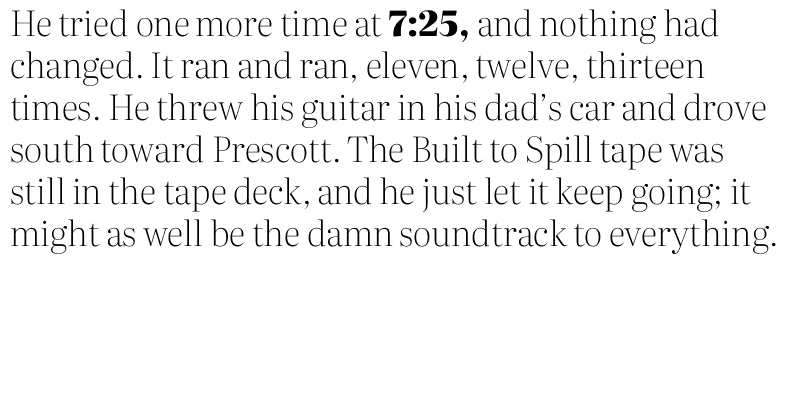 He tried one more time at 7:25, and nothing had
changed. It ran and ran, eleven, twelve, thirteen
times. He threw his guitar in his dad’s car and drove
south toward Prescott. The Built to Spill tape was
still in the tape deck, and he just let it keep going; it
might as well be the damn soundtrack to everything.